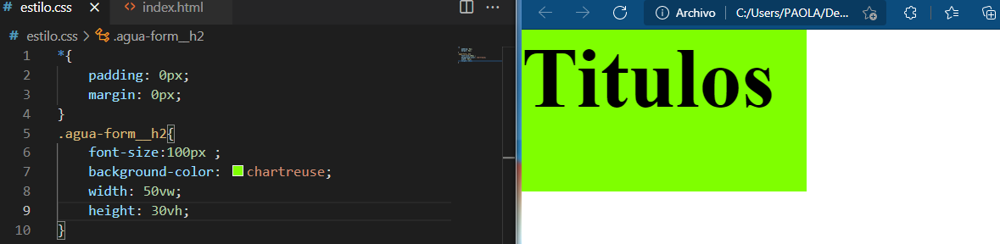 # estilo.css X <> index.html ...
# estilo.css > .agua-form__h2
1 *{
2 padding: 0px;
3 margin: 0px;
4 }
5 .agua-form__h2{
6 font-size:100px ;
7 background-color: chartreuse;
8 width: 50vw;
9 height: 30vh;
10 }
Archivo | C:/Users/PAOLA/De...
Titulos